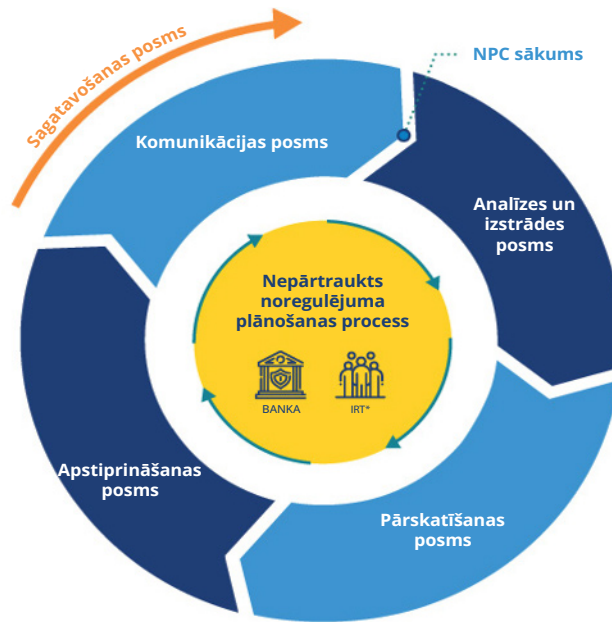 Sagatavošanas posms
NPC sākums
Komunikācijas posms
Analīzes un
izstrādes
posms
Nepārtraukts
noregulējuma
plānošanas process
BANKA
IRT*
Apstiprināšanas
posms
Pārskatīšanas
posms